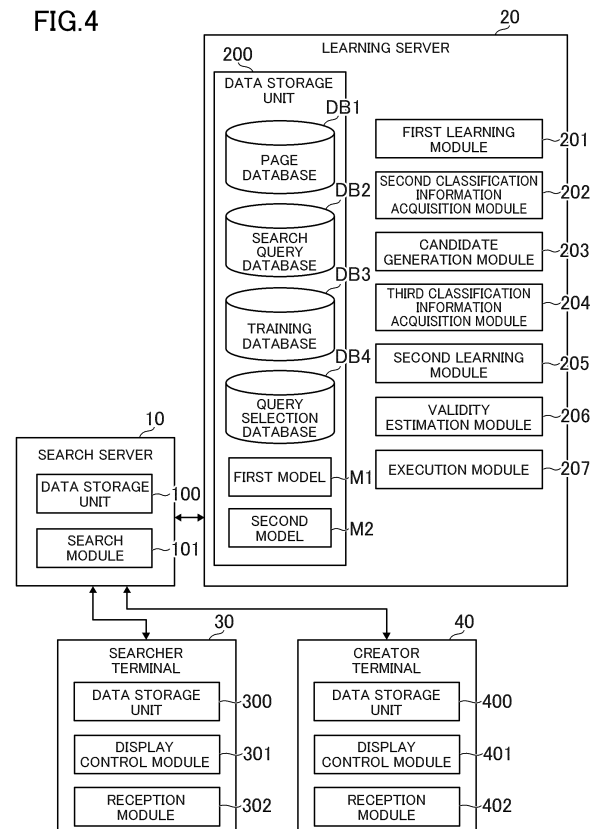 FIG.4
20
LEARNING SERVER
200
DATA STORAGE
UNIT
DB1
PAGE
DATABASE
DB2
SEARCH
QUERY
DATABASE
DB3
TRAINING
DATABASE
DB4
QUERY
SELECTION
DATABASE
FIRST MODEL
M1
SECOND
MODEL
M2
FIRST LEARNING
MODULE
201
SECOND CLASSIFICATION
INFORMATION
ACQUISITION MODULE
202
CANDIDATE
GENERATION MODULE
203
THIRD CLASSIFICATION
INFORMATION
ACQUISITION MODULE
204
SECOND LEARNING
MODULE
205
VALIDITY
ESTIMATION MODULE
206
EXECUTION MODULE
207
10
SEARCH SERVER
DATA STORAGE
UNIT
100
SEARCH
MODULE
101
30
SEARCHER
TERMINAL
DATA STORAGE
UNIT
300
DISPLAY
CONTROL MODULE
301
RECEPTION MODULE
302
40
CREATOR
TERMINAL
DATA STORAGE
UNIT
400
DISPLAY
CONTROL MODULE
401
RECEPTION MODULE
402